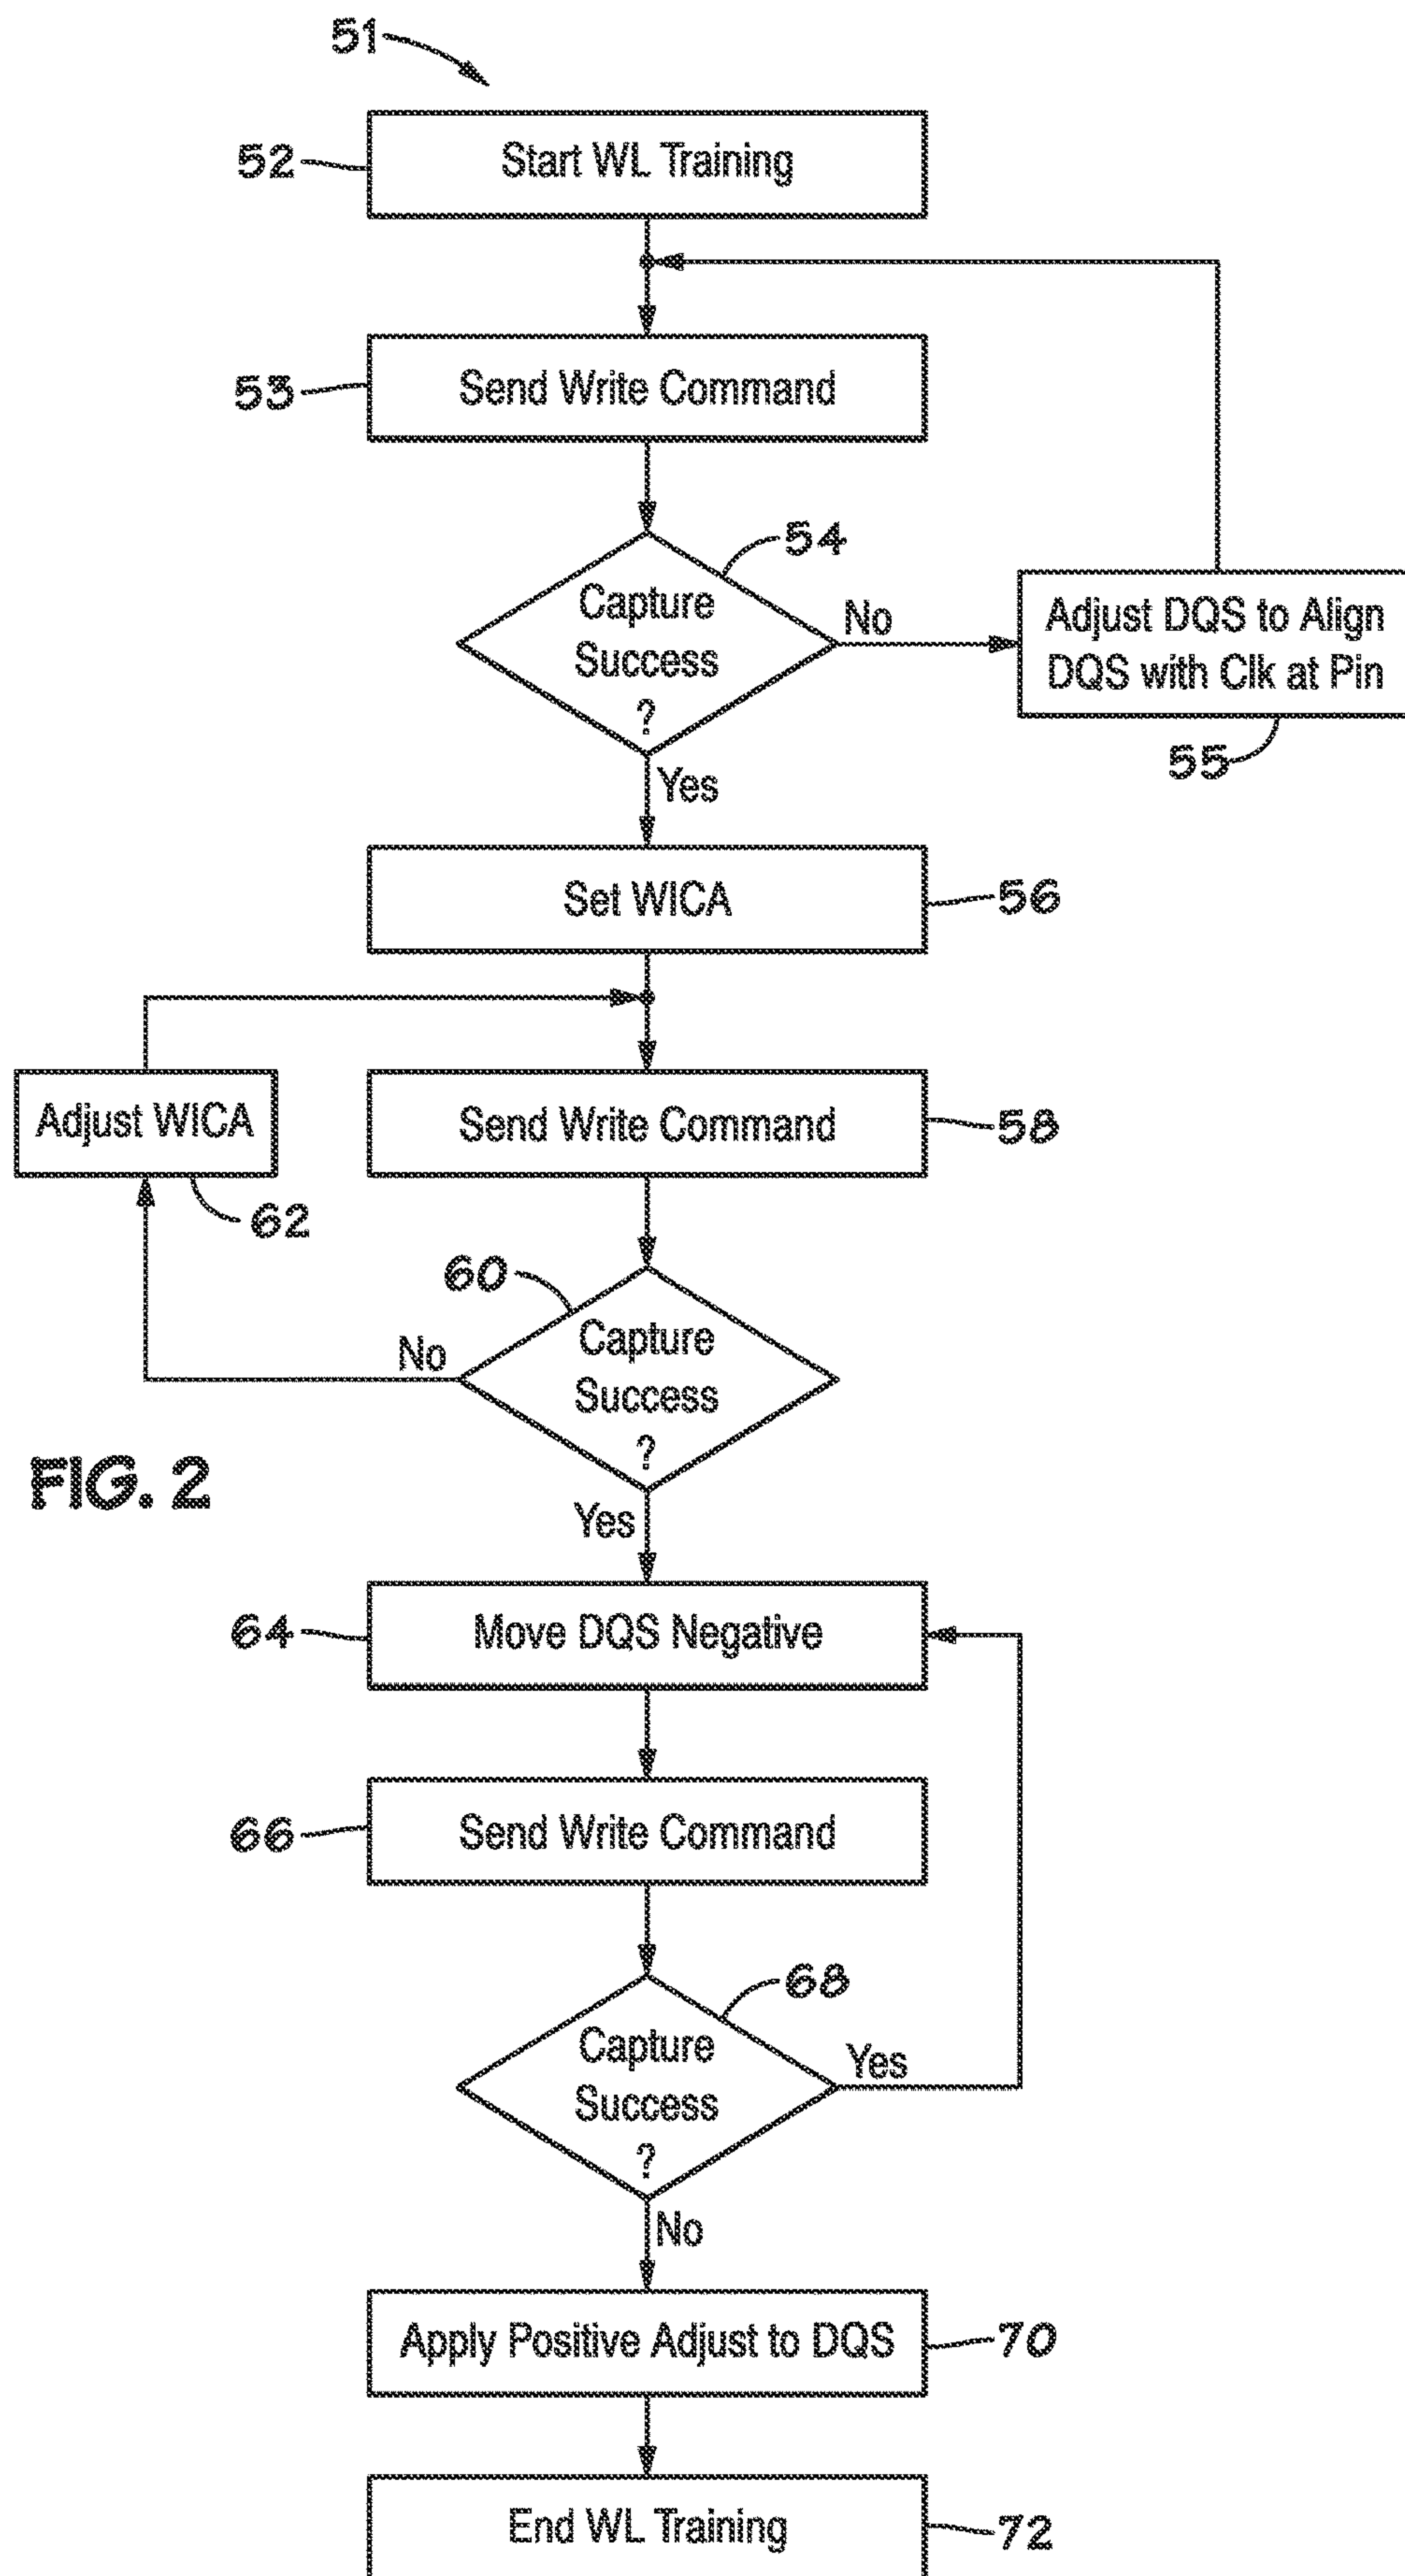 51
52
Start WL Training
53
Send Write Command
54
Capture
Success
?
No
Adjust DQS to Align
DQS with Clk at Pin
55
Yes
Set WICA
56
Adjust WICA
62
Send Write Command
58
60
Capture
Success
?
No
FIG. 2
Yes
64
Move DQS Negative
66
Send Write Command
68
Capture
Success
?
Yes
No
Apply Positive Adjust to DQS
70
End WL Training
72